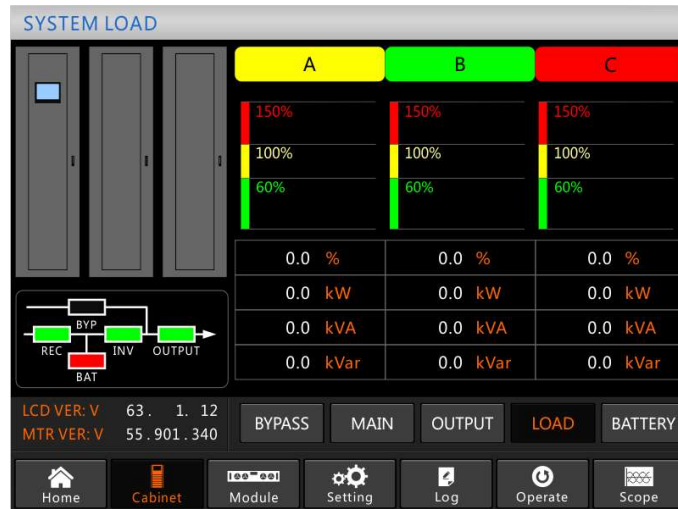 SYSTEM LOAD
A B C
150% 150% 150%
100% 100% 100%
60% 60% 60%
0.0 % 0.0 % 0.0 %
0.0 kW 0.0 kW 0.0 kW
0.0 kVA 0.0 kVA 0.0 kVA
0.0 kVar 0.0 kVar 0.0 kVar
BYP
REC INV OUTPUT
BAT
LCD VER: V 63. 1. 12
MTR VER: V 55.901.340
BYPASS MAIN OUTPUT LOAD BATTERY
Home Cabinet Module Setting Log Operate Scope